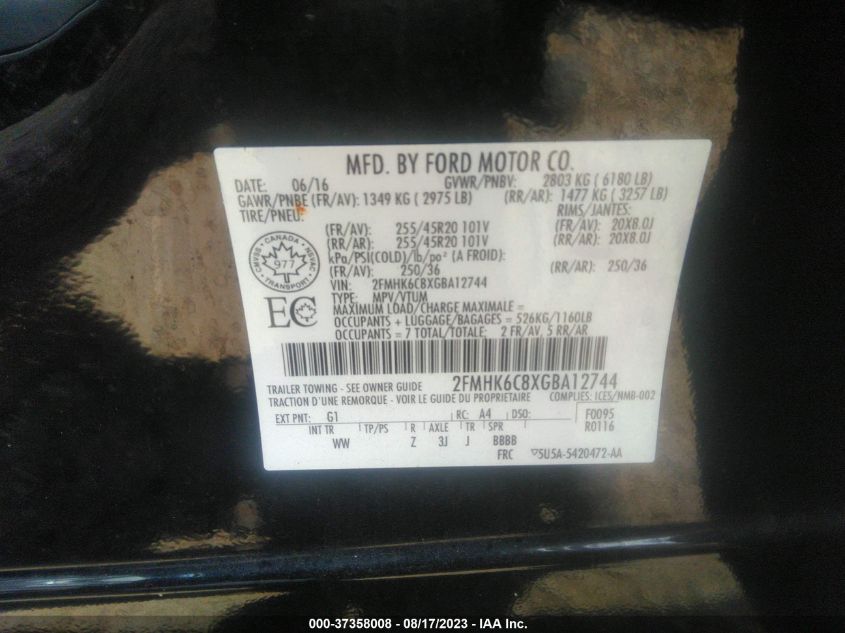 MFD. BY FORD MOTOR CO.
DATE: 06/16 GVWR/PNBV: 2803 KG ( 6180 LB)
GAWR/PNBE (FR/AV): 1349 KG ( 2975 LB) (RR/AR): 1477 KG ( 3257 LB)
TIRE/PNEU: RIMS/JANTES:
(FR/AV): 255/45R20 101V (FR/AV): 20X8.0J
(RR/AR): 255/45R20 101V (RR/AR): 20X8.0J
kPa/PSI(COLD)/lb/po² (A FROID):
(FR/AV): 250/36 (RR/AR): 250/36
VIN: 2FMHK6C8XGBA12744
TYPE: MPV/VTUM
MAXIMUM LOAD/CHARGE MAXIMALE =
OCCUPANTS + LUGGAGE/BAGAGES = 526KG/1160LB
OCCUPANTS = 7 TOTAL/TOTALE: 2 FR/AV, 5 RR/AR
CANADA
CMVSS NSVAC
977
TRANSPORT
EC
2FMHK6C8XGBA12744
TRAILER TOWING - SEE OWNER GUIDE
TRACTION D'UNE REMORQUE - VOIR LE GUIDE DU PROPRIETAIRE COMPLIES: ICES/NMB-002
EXT PNT: G1 RC: A4 DSO: F0095
INT TR TP/PS R AXLE TR SPR R0116
WW Z 3J J BBBB
FRC 5U5A-5420472-AA
000-37358008 - 08/17/2023 - IAA Inc.